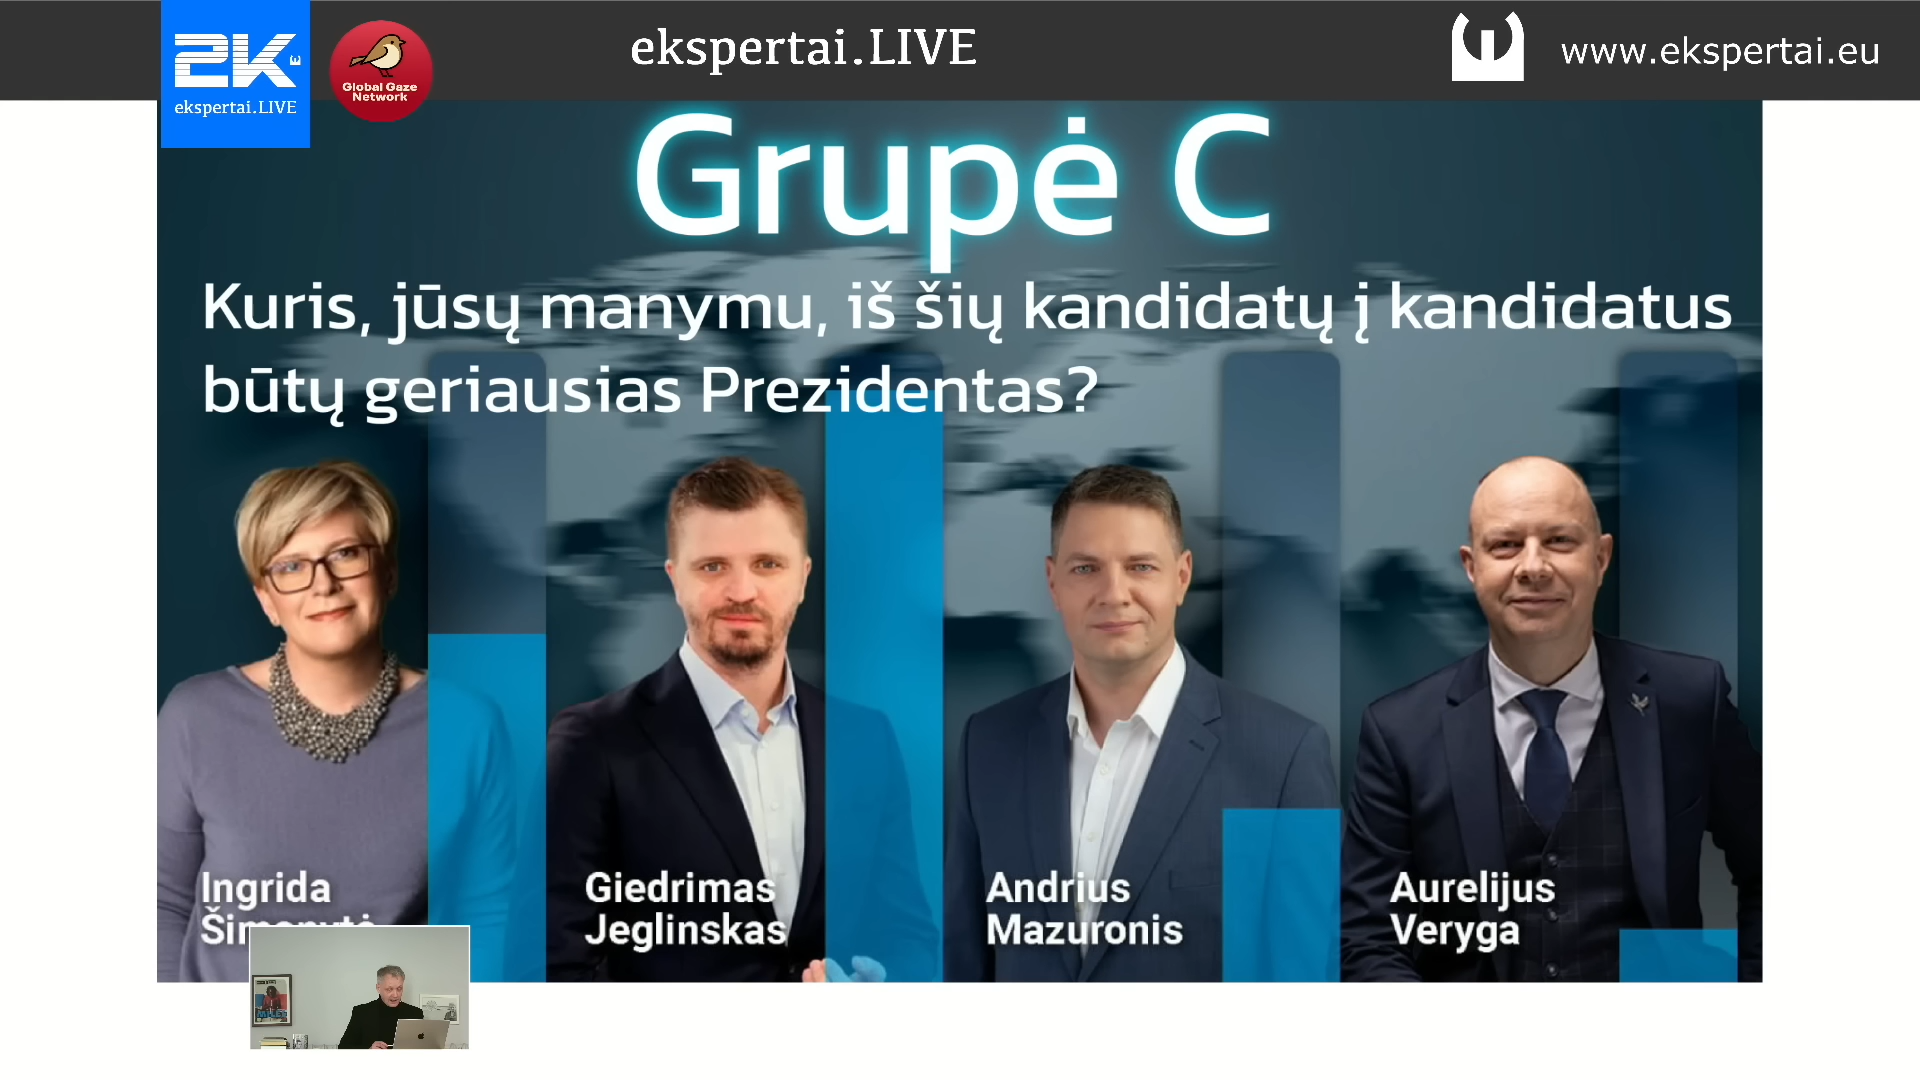 2K
ekspertai.LIVE
Global Gaze
Network
ekspertai.LIVE
www.ekspertai.eu
Grupė C
Kuris, jūsų manymu, iš šių kandidatų į kandidatus
būtų geriausias Prezidentas?
Ingrida
Giedrimas
Jeglinskas
Andrius
Mazuronis
Aurelijus
Veryga